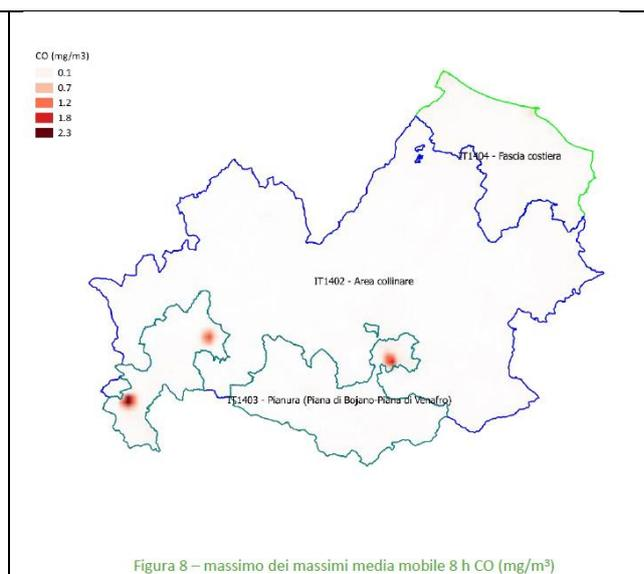 CO (mg/m3)
0.1
0.7
1.2
1.8
2.3
IT1404 - Fascia costiera
IT1402 - Area collinare
IT1403 - Pianura (Piana di Bojano-Piana di Venafro)
Figura 8 – massimo dei massimi media mobile 8 h CO (mg/m³)